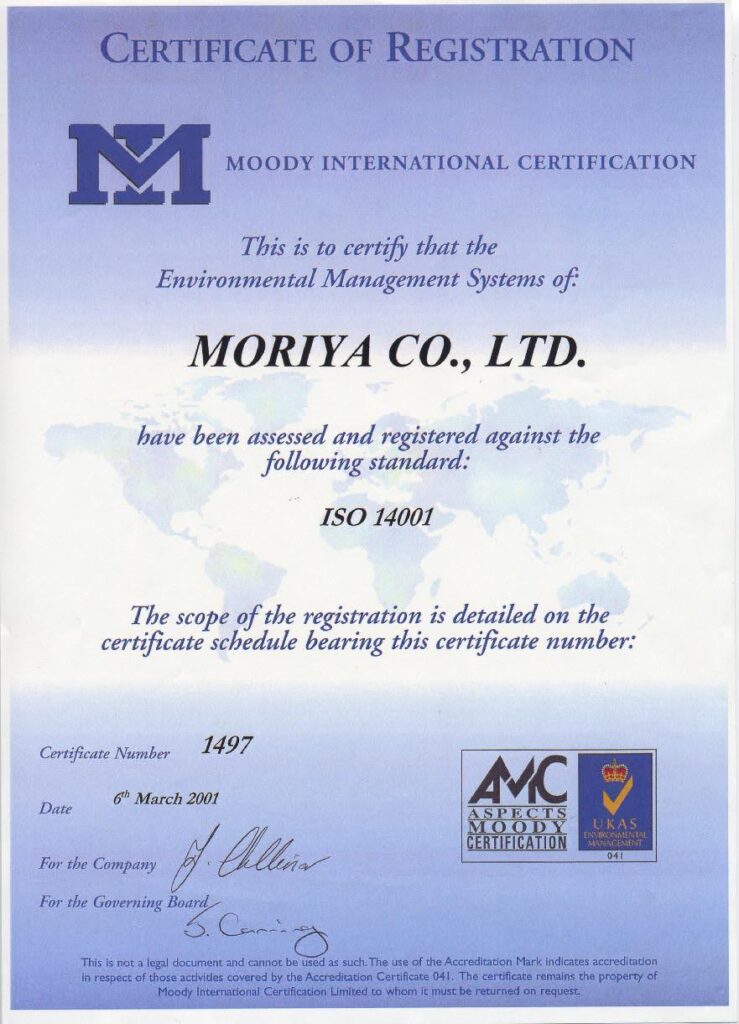 CERTIFICATE OF REGISTRATION
MI
MOODY INTERNATIONAL CERTIFICATION
This is to certify that the
Environmental Management Systems of:
MORIYA CO., LTD.
have been assessed and registered against the
following standard:
ISO 14001
The scope of the registration is detailed on the
certificate schedule bearing this certificate number:
Certificate Number 1497
Date 6th March 2001
For the Company
For the Governing Board
AMC
ASPECTS
MOODY
CERTIFICATION
UKAS
ENVIRONMENTAL
MANAGEMENT
041
This is not a legal document and cannot be used as such. The use of the Accreditation Mark indicates accreditation
in respect of those activities covered by the Accreditation Certificate 041. The certificate remains the property of
Moody International Certification Limited to whom it must be returned on request.